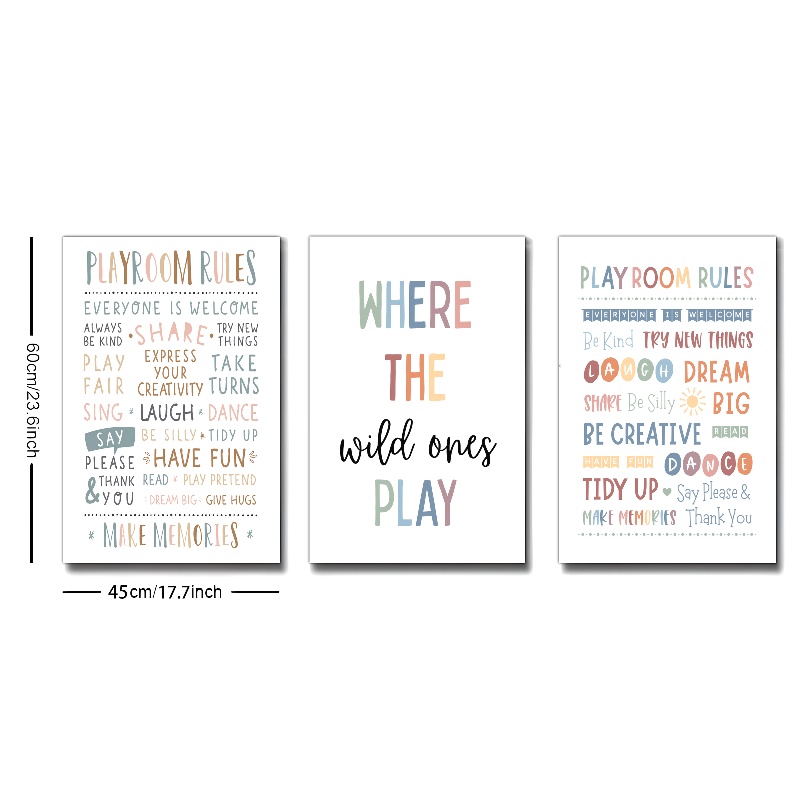 60cm/23.6inch
45cm/17.7inch
PLAYROOM RULES
EVERYONE IS WELCOME
ALWAYS BE KIND
SHARE
TRY NEW THINGS
PLAY FAIR
EXPRESS YOUR CREATIVITY
TAKE TURNS
SING * LAUGH * DANCE
SAY PLEASE & THANK YOU
BE SILLY * TIDY UP
HAVE FUN
READ * PLAY PRETEND
DREAM BIG * GIVE HUGS
* MAKE MEMORIES *
WHERE
THE
wild ones
PLAY
PLAYROOM RULES
EVERYONE IS WELCOME
Be Kind TRY NEW THINGS
LAUGH DREAM
SHARE Be Silly BIG
BE CREATIVE READ
HAVE FUN DANCE
TIDY UP Say Please &
MAKE MEMORIES Thank You